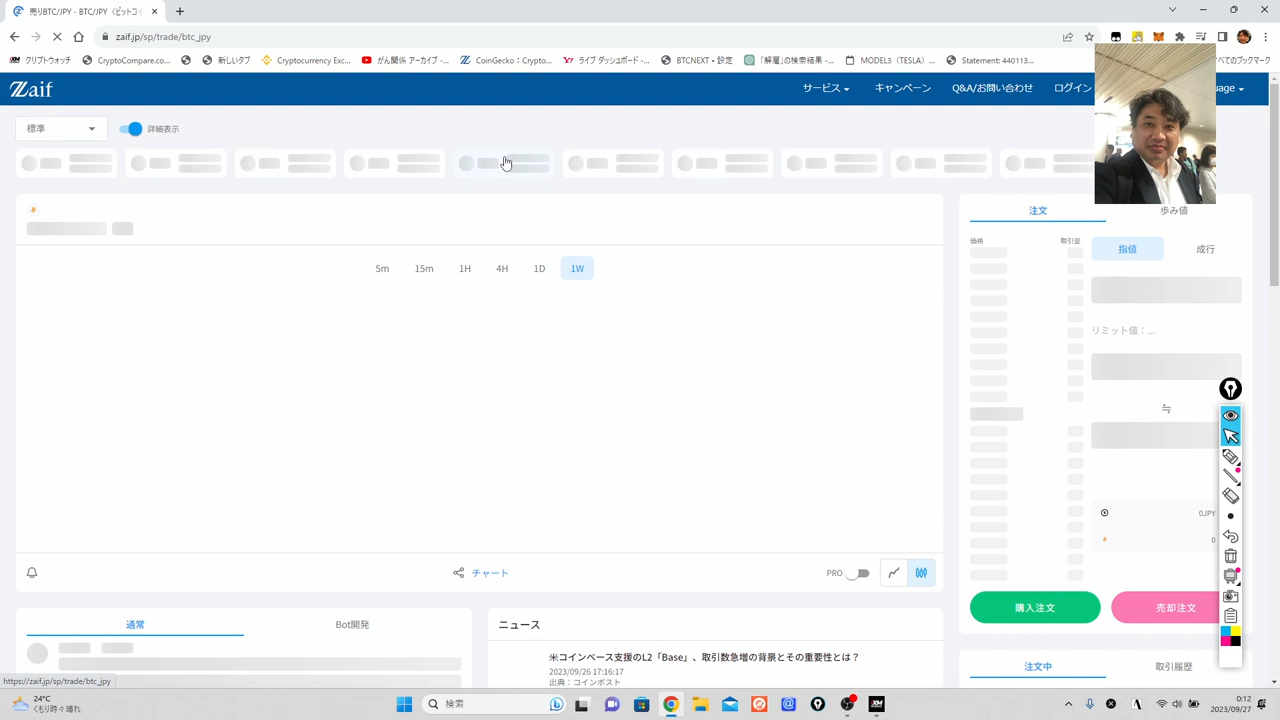 売りBTC/JPY - BTC/JPY（ビットコ
zaif.jp/sp/trade/btc_jpy
クリプトウォッチ CryptoCompare.co... 新しいタブ Cryptocurrency Exc... がん関係 アーカイブ -... CoinGecko：Crypto... ライブ ダッシュボード -... BTCNEXT • 設定 「解雇」の検索結果 -... MODEL3（TESLA）... Statement: 440113... べてのブックマーク
Zaif サービス キャンペーン Q&A/お問い合わせ ログイン uage
標準 詳細表示
注文 歩み値
価格 取引量 指値 成行
5m 15m 1H 4H 1D 1W
リミット値：...
≒
0JPY
0
チャート PRO
購入注文 売却注文
通常 Bot開発 ニュース
米コインベース支援のL2「Base」、取引数急増の背景とその重要性とは？
2023/09/26 17:16:17
出典：コインポスト
注文中 取引履歴
https://zaif.jp/sp/trade/btc_jpy
24°C
くもり時々晴れ
検索
A
0:12
2023/09/27